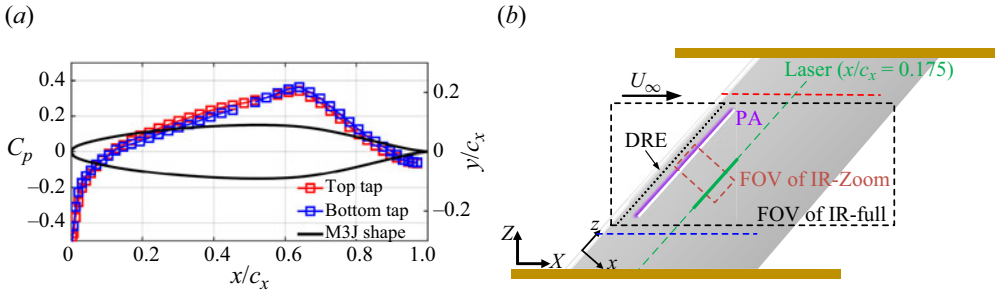 (a)
0.4
0.2
0
−0.2
−0.4
C_p
0.2
0
−0.2
y/c_x
Top tap
Bottom tap
M3J shape
0 0.2 0.4 0.6 0.8 1.0
x/c_x
(b)
Laser (x/c_x = 0.175)
U_∞
PA
DRE
FOV of IR-Zoom
FOV of IR-full
Z
z
X
x